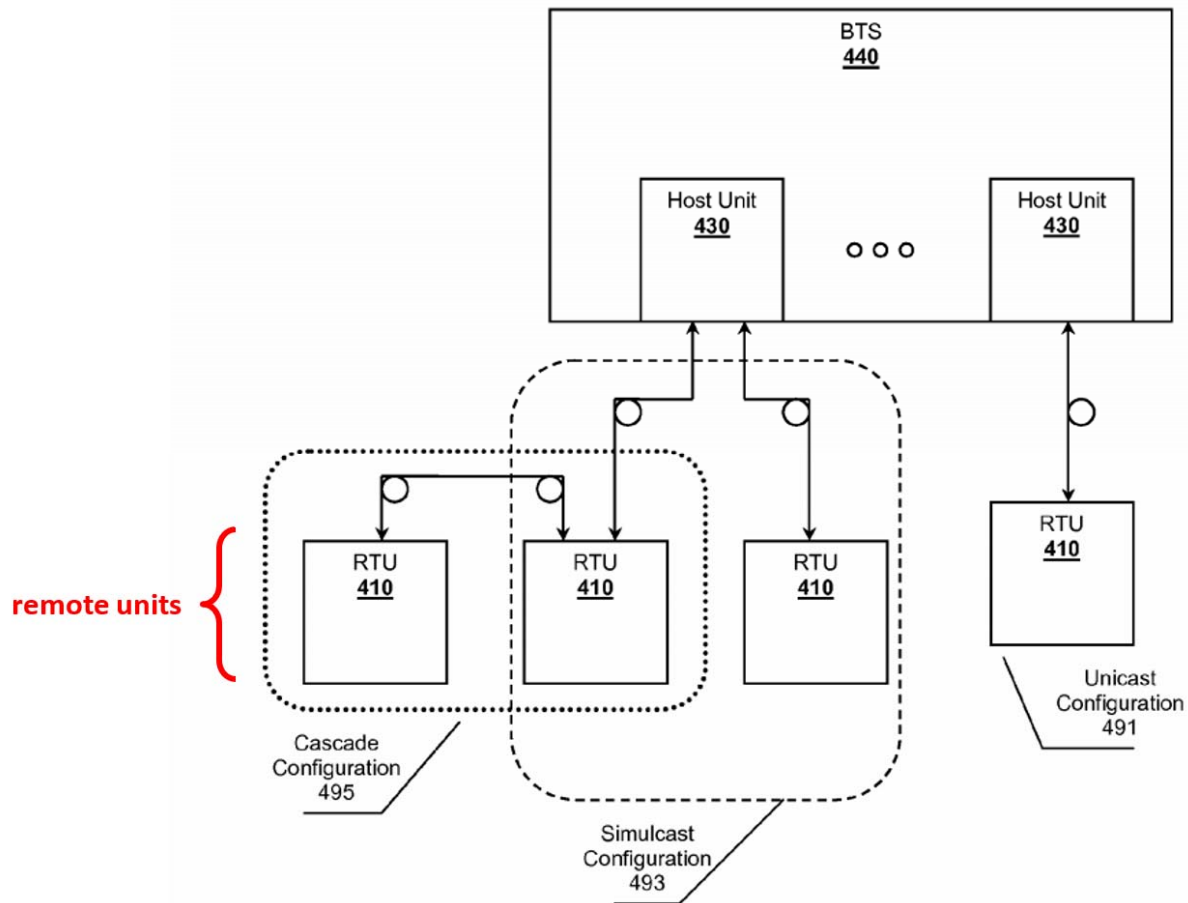 BTS
440
Host Unit
430
Host Unit
430
RTU
410
RTU
410
RTU
410
RTU
410
remote units
Unicast
Configuration
491
Cascade
Configuration
495
Simulcast
Configuration
493